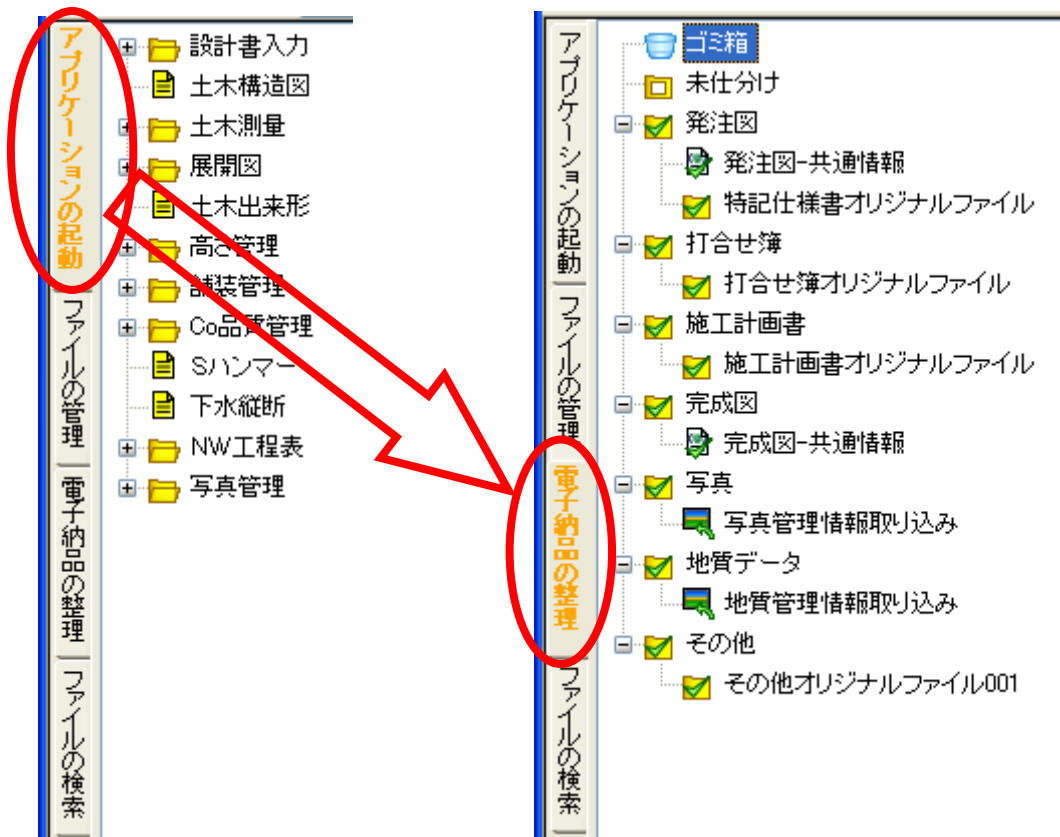 アプリケーションの起動
ファイルの管理
電子納品の整理
ファイルの検索
設計書入力
土木構造図
土木測量
展開図
土木出来形
高さ管理
舗装管理
Co品質管理
Sハンマー
下水縦断
NW工程表
写真管理
アプリケーションの起動
ファイルの管理
電子納品の整理
ファイルの検索
ゴミ箱
未仕分け
発注図
発注図-共通情報
特記仕様書オリジナルファイル
打合せ簿
打合せ簿オリジナルファイル
施工計画書
施工計画書オリジナルファイル
完成図
完成図-共通情報
写真
写真管理情報取り込み
地質データ
地質管理情報取り込み
その他
その他オリジナルファイル001